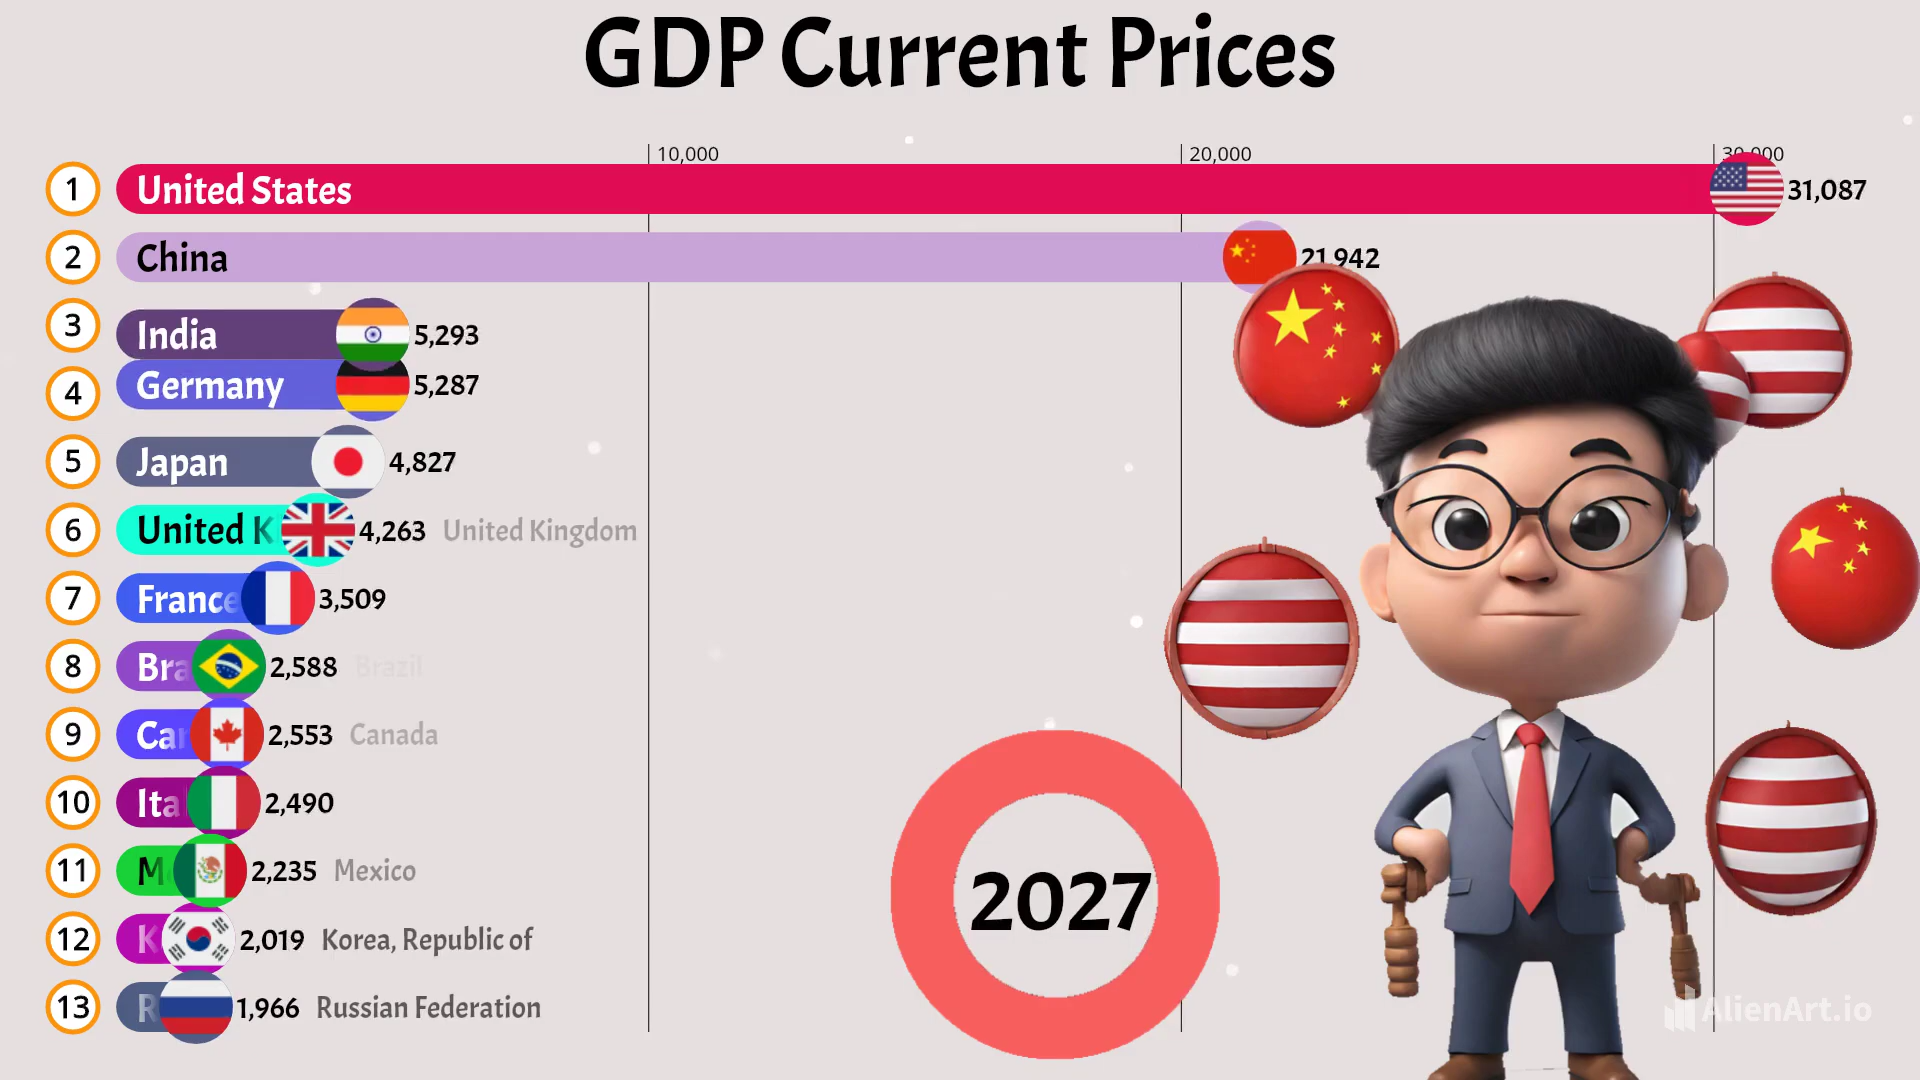 GDP Current Prices
10,000 20,000 30,000
1 United States 31,087
2 China 21,942
3 India 5,293
4 Germany 5,287
5 Japan 4,827
6 United K 4,263 United Kingdom
7 France 3,509
8 Bra 2,588 Brazil
9 Can 2,553 Canada
10 Ita 2,490
11 M 2,235 Mexico
12 K 2,019 Korea, Republic of
13 R 1,966 Russian Federation
2027
AlienArt.io